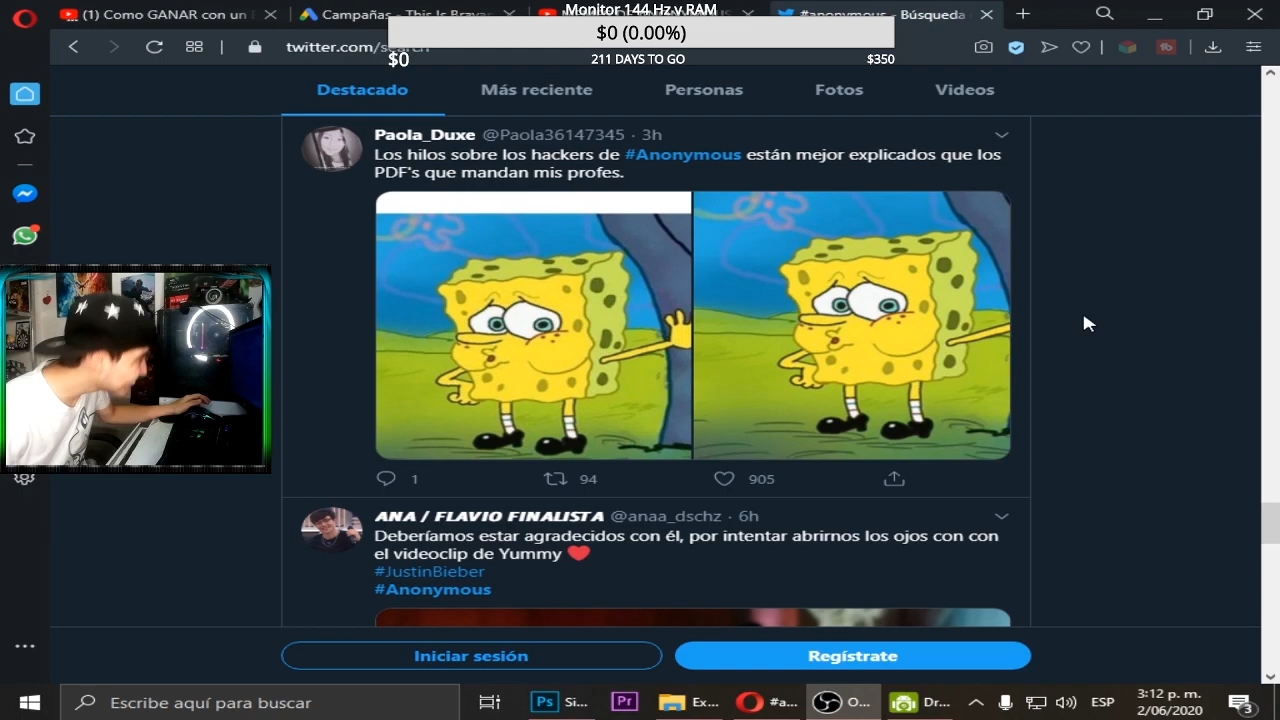 Monitor 144 Hz y RAM
(1) Como GANAR con un
Campañas - This Is Brava
#anonymous - Búsqueda
$0 (0.00%)
twitter.com/search
$0
211 DAYS TO GO
$350
Destacado
Más reciente
Personas
Fotos
Videos
Paola_Duxe @Paola36147345 · 3h
Los hilos sobre los hackers de #Anonymous están mejor explicados que los
PDF's que mandan mis profes.
1
94
905
ANA / FLAVIO FINALISTA @anaa_dschz · 6h
Deberíamos estar agradecidos con él, por intentar abrirnos los ojos con con
el videoclip de Yummy ❤️
#JustinBieber
#Anonymous
Iniciar sesión
Regístrate
Escribe aquí para buscar
Ps
Si...
Pr
Ex...
#a...
O...
Dr...
ESP
3:12 p. m.
2/06/2020
3